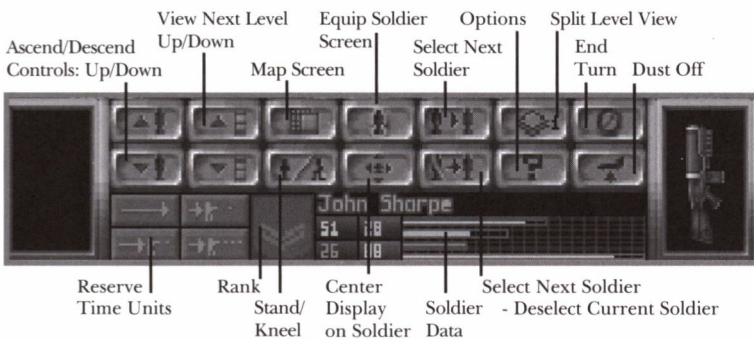 View Next Level
Up/Down
Equip Soldier
Screen
Options
Split Level View
Ascend/Descend
Controls: Up/Down
Map Screen
Select Next
Soldier
End
Turn
Dust Off
John Sharpe
51
26
Reserve
Time Units
Rank
Stand/
Kneel
Center
Display
on Soldier
Soldier
Data
Select Next Soldier
- Deselect Current Soldier